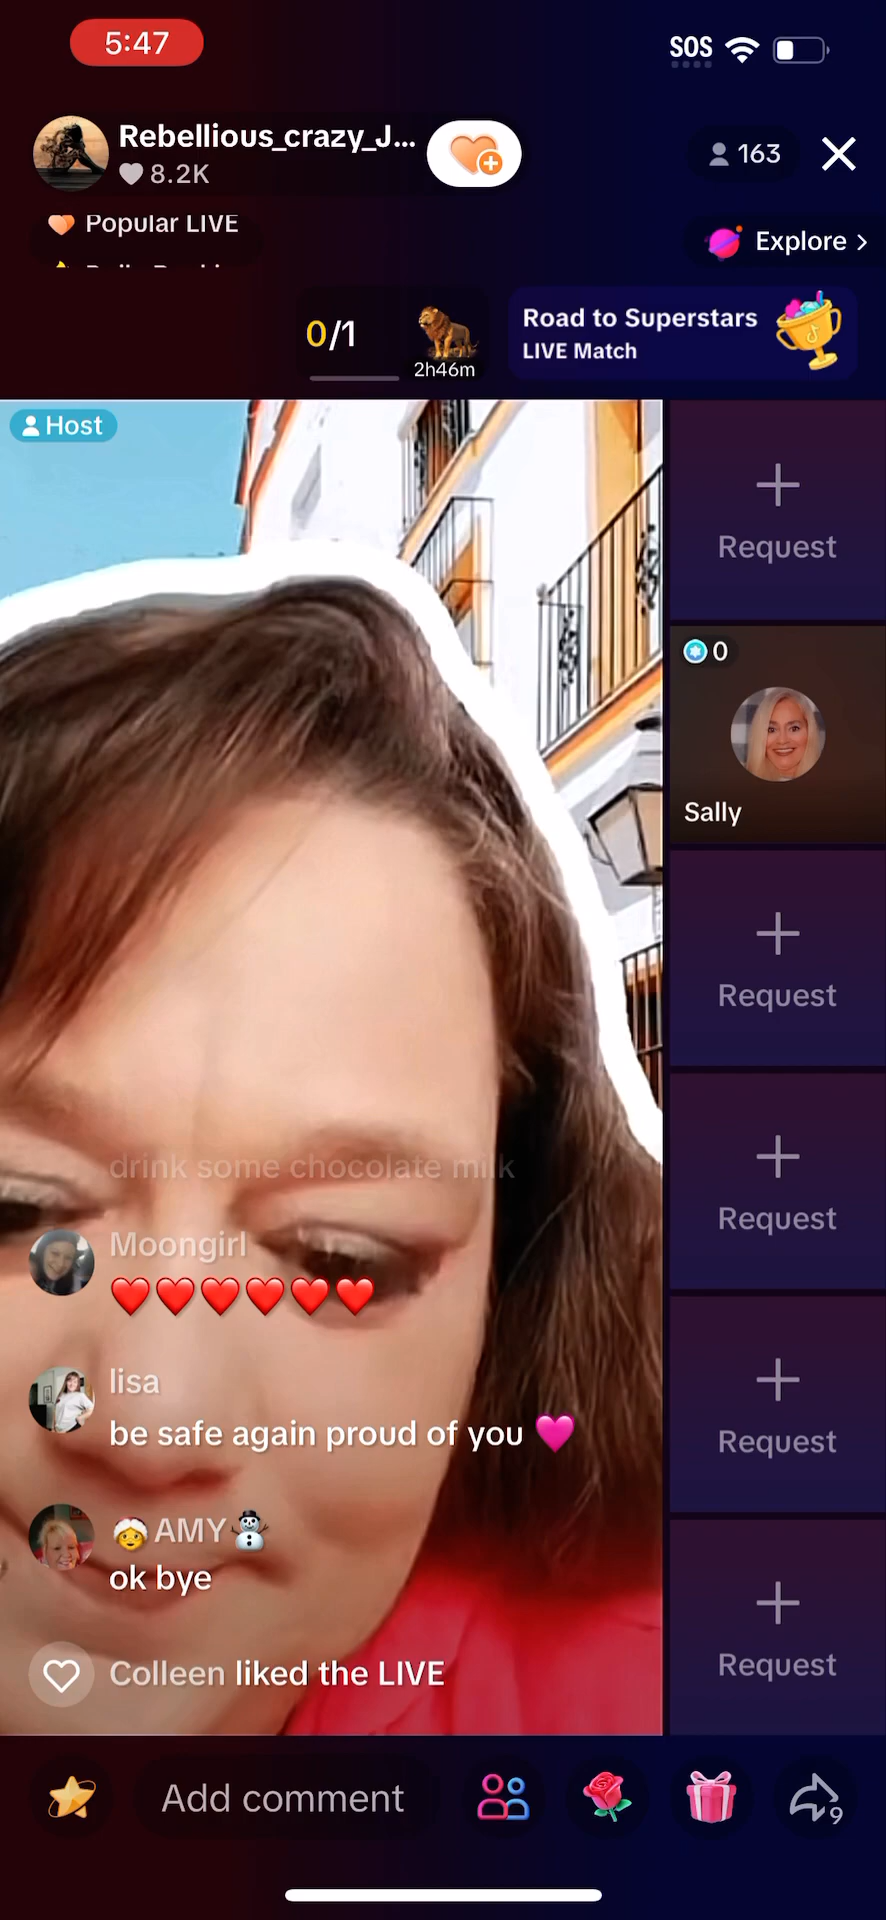 5:47
SOS
Rebellious_crazy_J...
8.2K
163
Popular LIVE
Explore >
0/1
2h46m
Road to Superstars
LIVE Match
Host
Request
0
Sally
Request
Request
Request
Request
drink some chocolate milk
Moongirl
lisa
be safe again proud of you
AMY
ok bye
Colleen liked the LIVE
Add comment
9